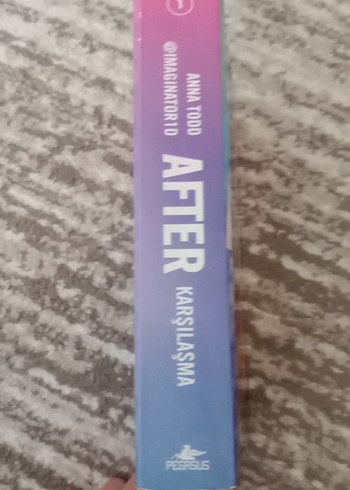 1
ANNA TODD
@IMAGINATOR1D
AFTER
KARŞILAŞMA
PEGASUS